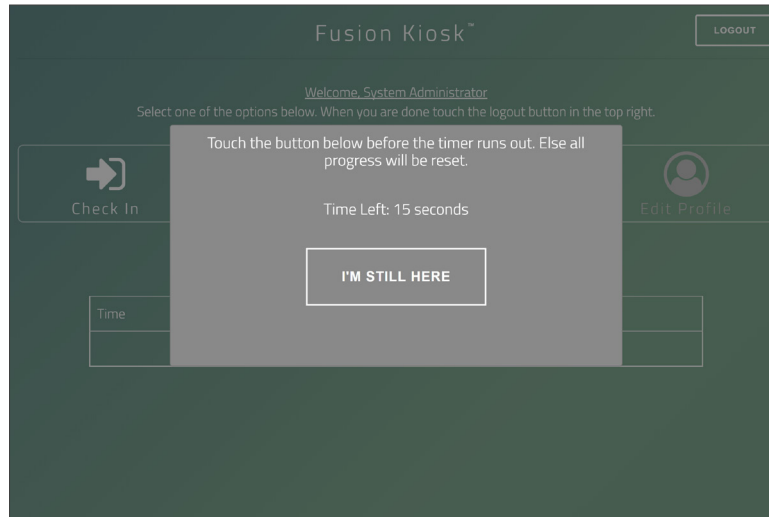 Fusion Kiosk™
LOGOUT
Welcome, System Administrator
Select one of the options below. When you are done touch the logout button in the top right.
Touch the button below before the timer runs out. Else all
progress will be reset.
Time Left: 15 seconds
I'M STILL HERE
Check In
Edit Profile
Time